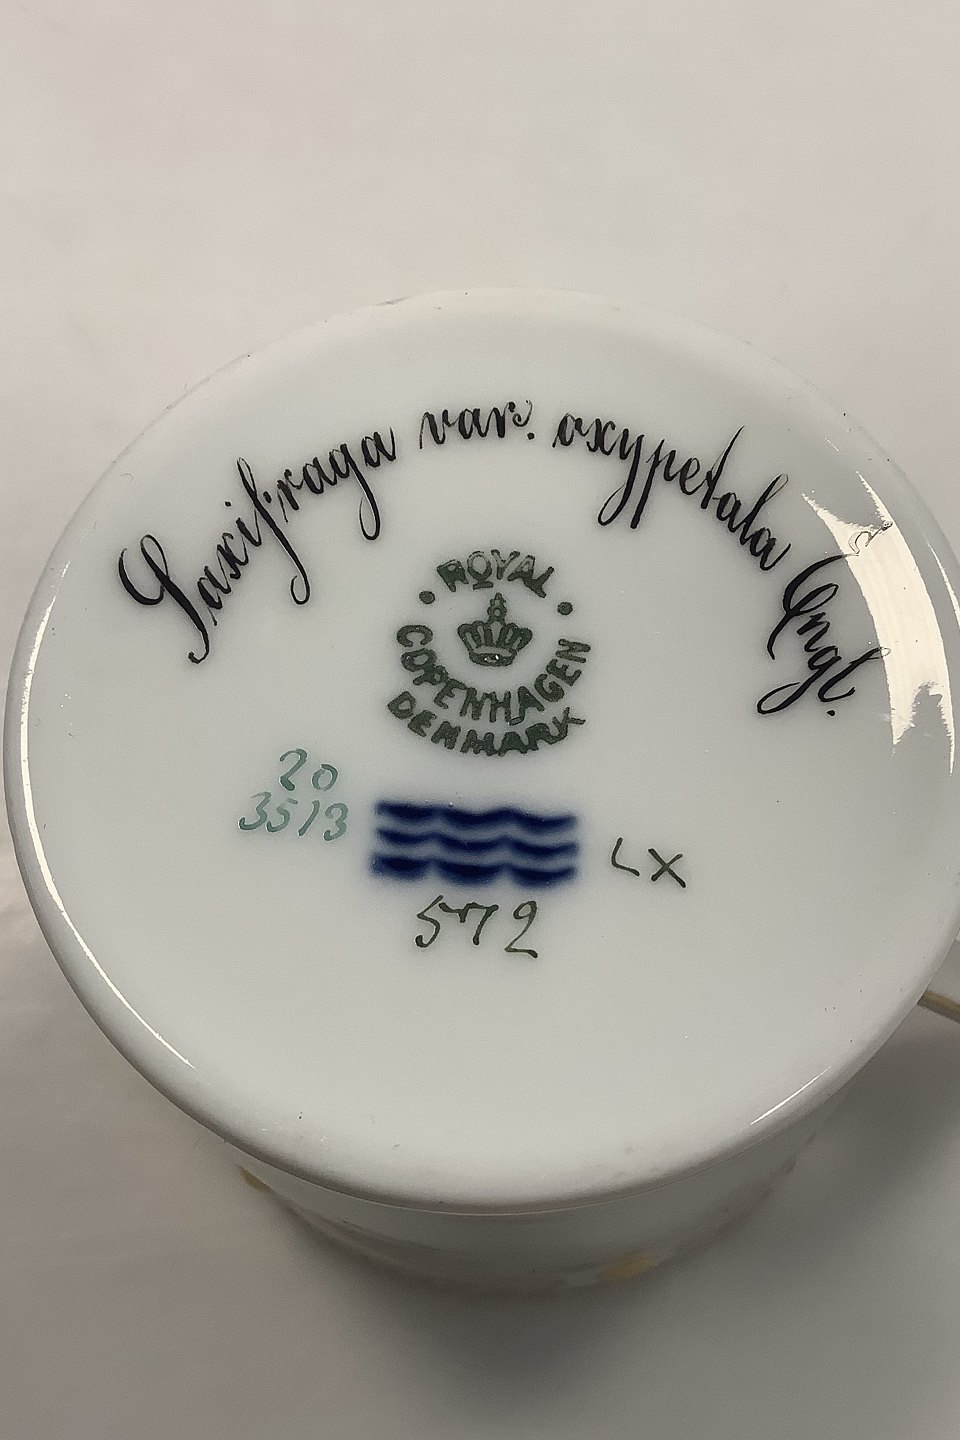 Saxifraga var. oxypetala Engl.
ROYAL
COPENHAGEN
DENMARK
20
3513
LX
572